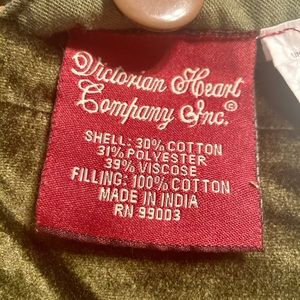 Victorian Heart
Company Inc.©
SHELL: 30% COTTON
31% POLYESTER
39% VISCOSE
FILLING: 100% COTTON
MADE IN INDIA
RN 99003